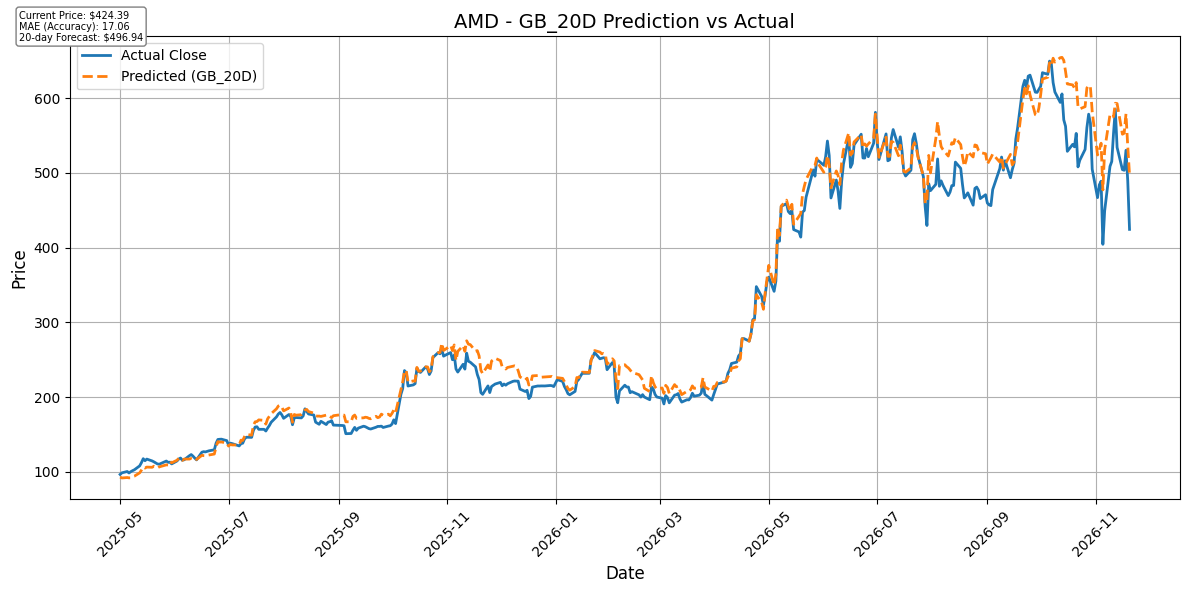 Current Price: $424.39
MAE (Accuracy): 17.06
20-day Forecast: $496.94
AMD - GB_20D Prediction vs Actual
Actual Close
Predicted (GB_20D)
Price
600
500
400
300
200
100
2025-05
2025-07
2025-09
2025-11
2026-01
2026-03
2026-05
2026-07
2026-09
2026-11
Date